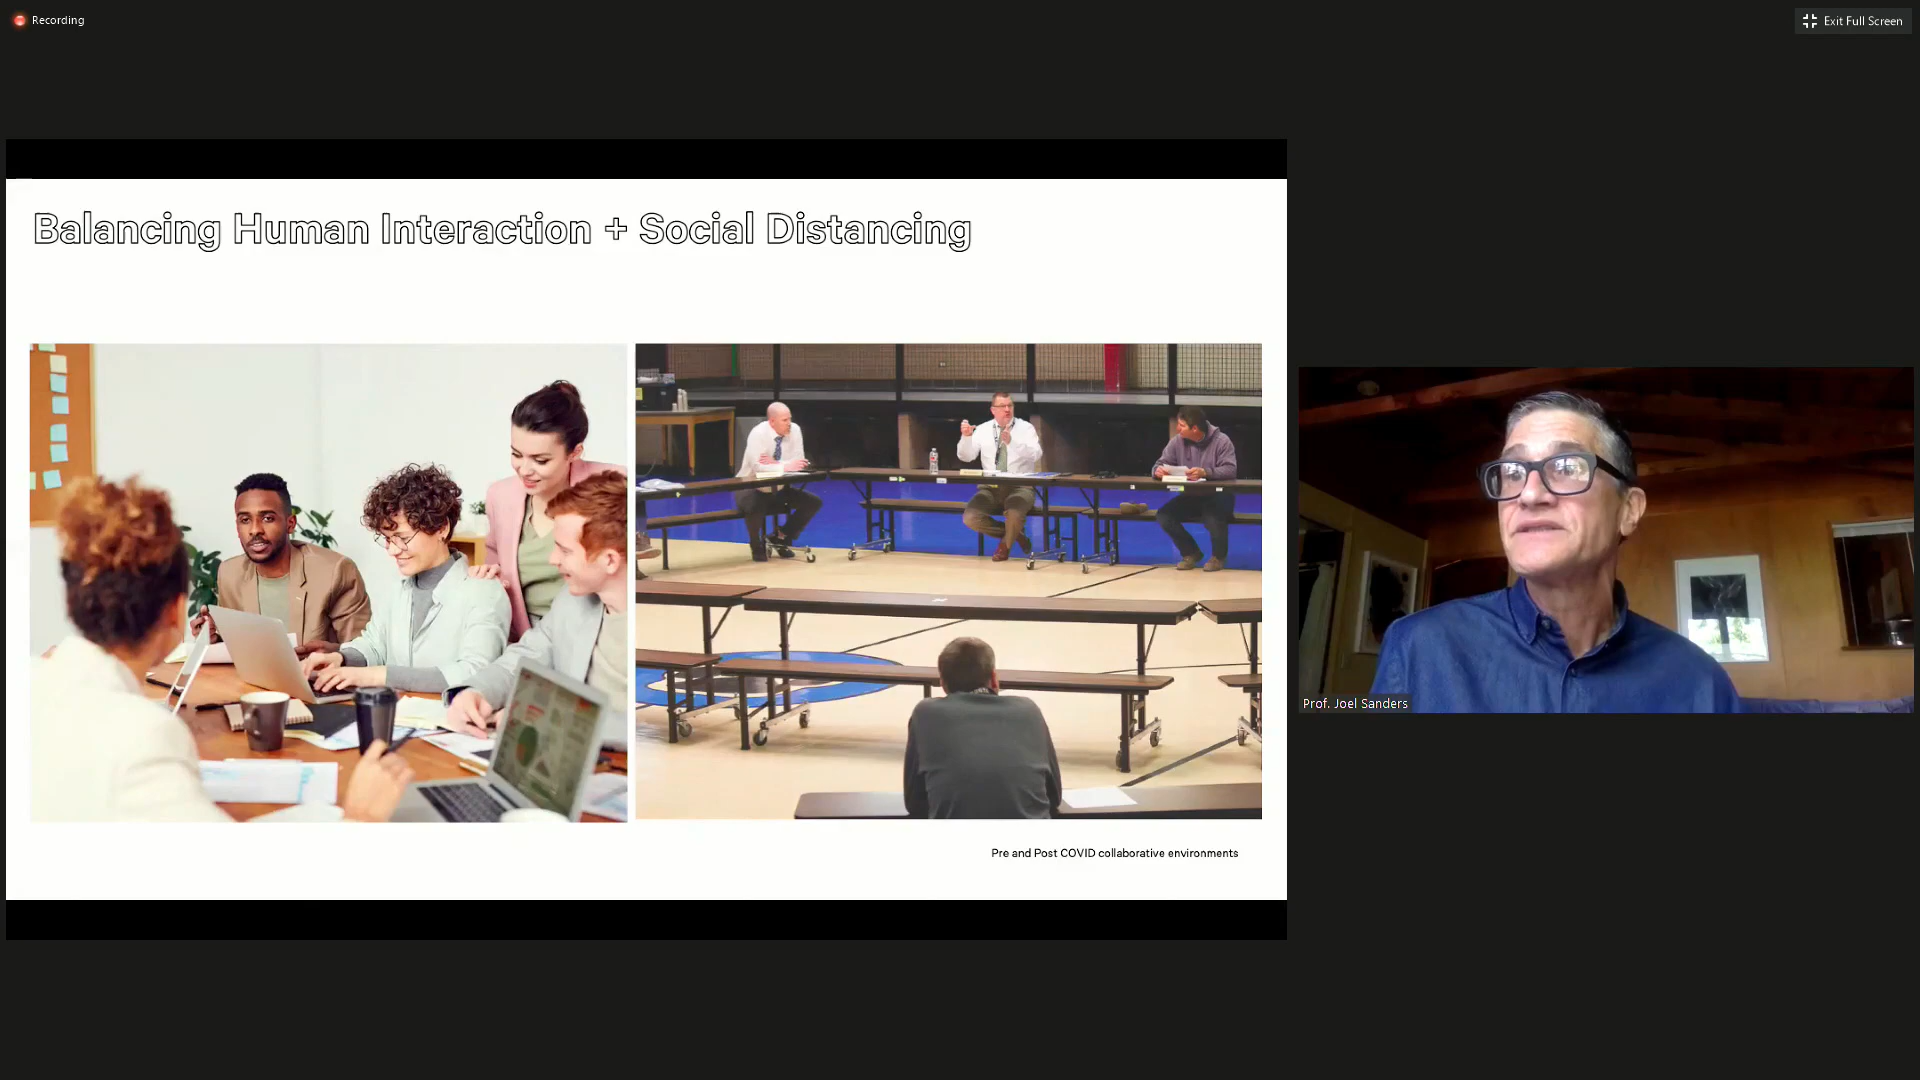 Recording
Exit Full Screen
Balancing Human Interaction + Social Distancing
Pre and Post COVID collaborative environments
Prof. Joel Sanders